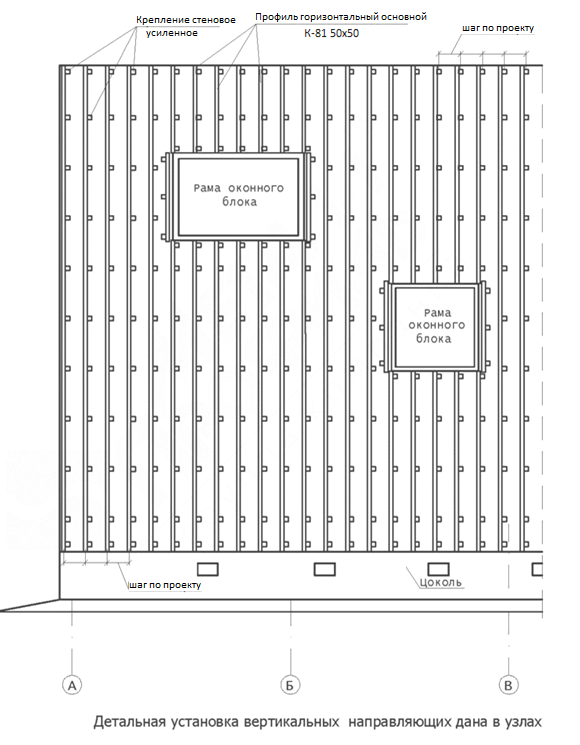 Крепление стеновое
усиленное
Профиль горизонтальный основной
К-81 50х50
шаг по проекту
Рама оконного
блока
Рама
оконного
блока
Цоколь
шаг по проекту
А
Б
В
Детальная установка вертикальных направляющих дана в узлах